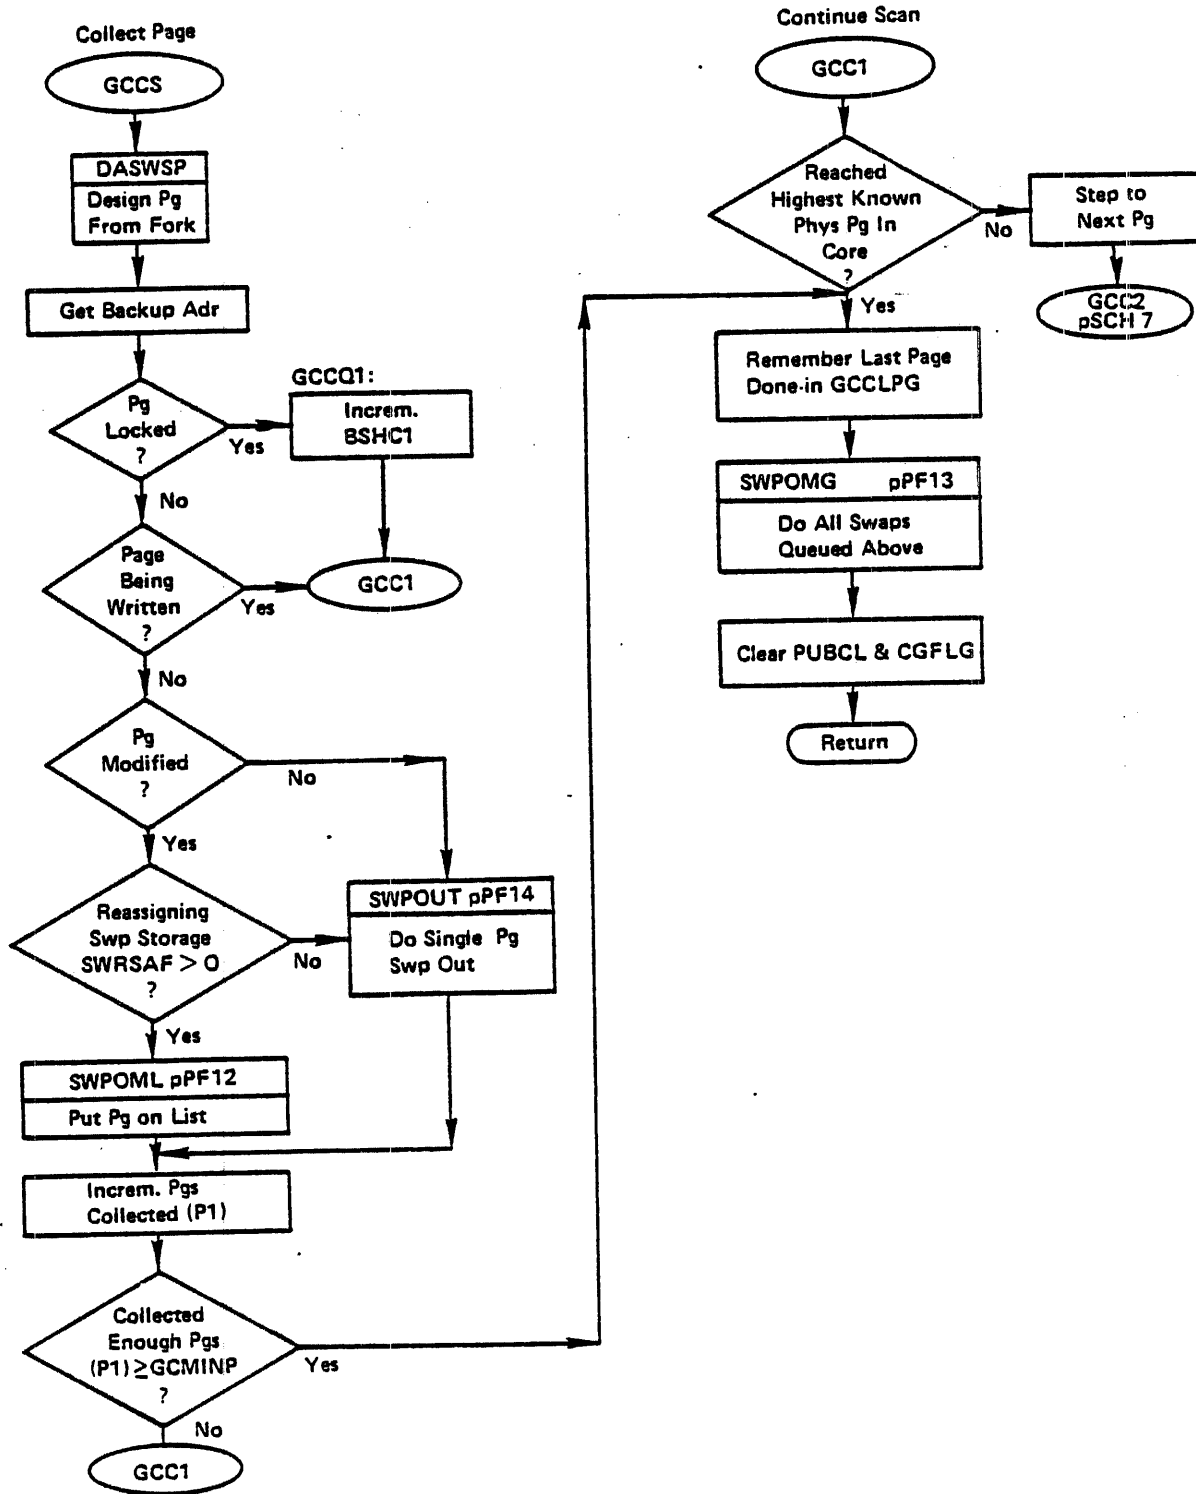 Collect Page
GCCS
DASWSP
Design Pg
From Fork
Get Backup Adr
Pg
Locked
?
Yes
No
GCCQ1:
Increm.
BSHC1
Page
Being
Written
?
Yes
No
GCC1
Pg
Modified
?
No
Yes
Reassigning
Swp Storage
SWRSAF > 0
?
No
Yes
SWPOUT pPF14
Do Single Pg
Swp Out
SWPOML pPF12
Put Pg on List
Increm. Pgs
Collected (P1)
Collected
Enough Pgs
(P1) ≥GCMINP
?
Yes
No
GCC1
Continue Scan
GCC1
Reached
Highest Known
Phys Pg In
Core
?
No
Yes
Step to
Next Pg
GCC2
pSCH 7
Remember Last Page
Done-in GCCLPG
SWPOMG pPF13
Do All Swaps
Queued Above
Clear PUBCL & CGFLG
Return